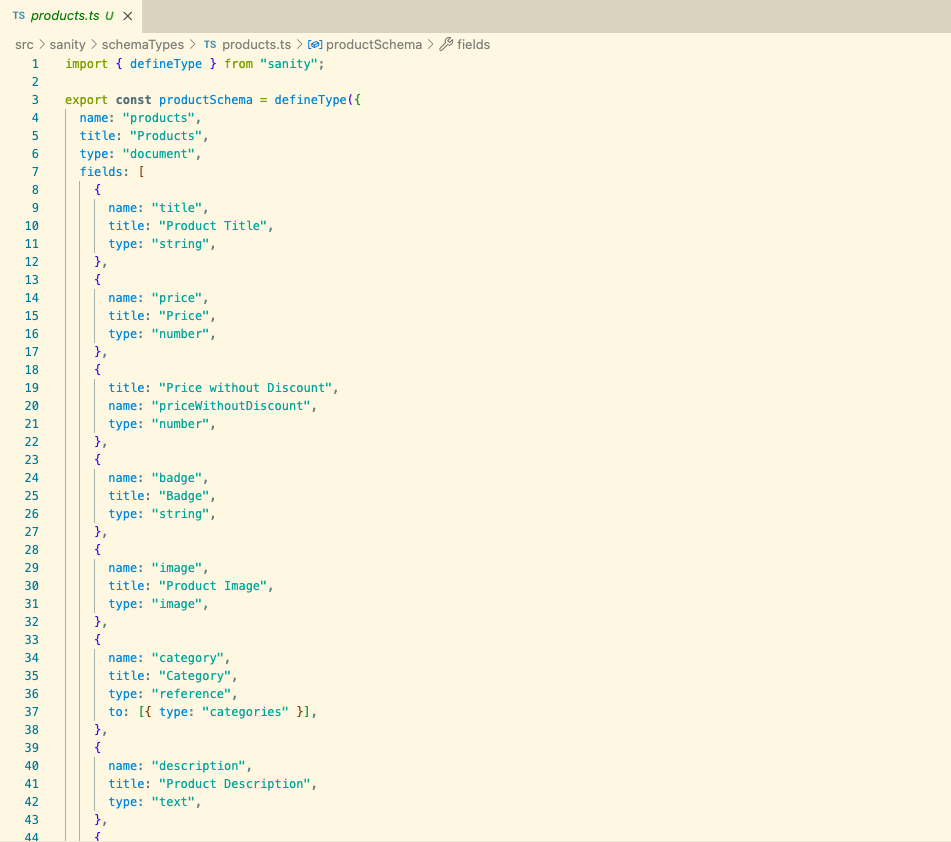 TS products.ts U ×
src > sanity > schemaTypes > TS products.ts > productSchema > fields
1 import { defineType } from "sanity";
2
3 export const productSchema = defineType({
4   name: "products",
5   title: "Products",
6   type: "document",
7   fields: [
8     {
9       name: "title",
10       title: "Product Title",
11       type: "string",
12     },
13     {
14       name: "price",
15       title: "Price",
16       type: "number",
17     },
18     {
19       title: "Price without Discount",
20       name: "priceWithoutDiscount",
21       type: "number",
22     },
23     {
24       name: "badge",
25       title: "Badge",
26       type: "string",
27     },
28     {
29       name: "image",
30       title: "Product Image",
31       type: "image",
32     },
33     {
34       name: "category",
35       title: "Category",
36       type: "reference",
37       to: [{ type: "categories" }],
38     },
39     {
40       name: "description",
41       title: "Product Description",
42       type: "text",
43     },
44     {